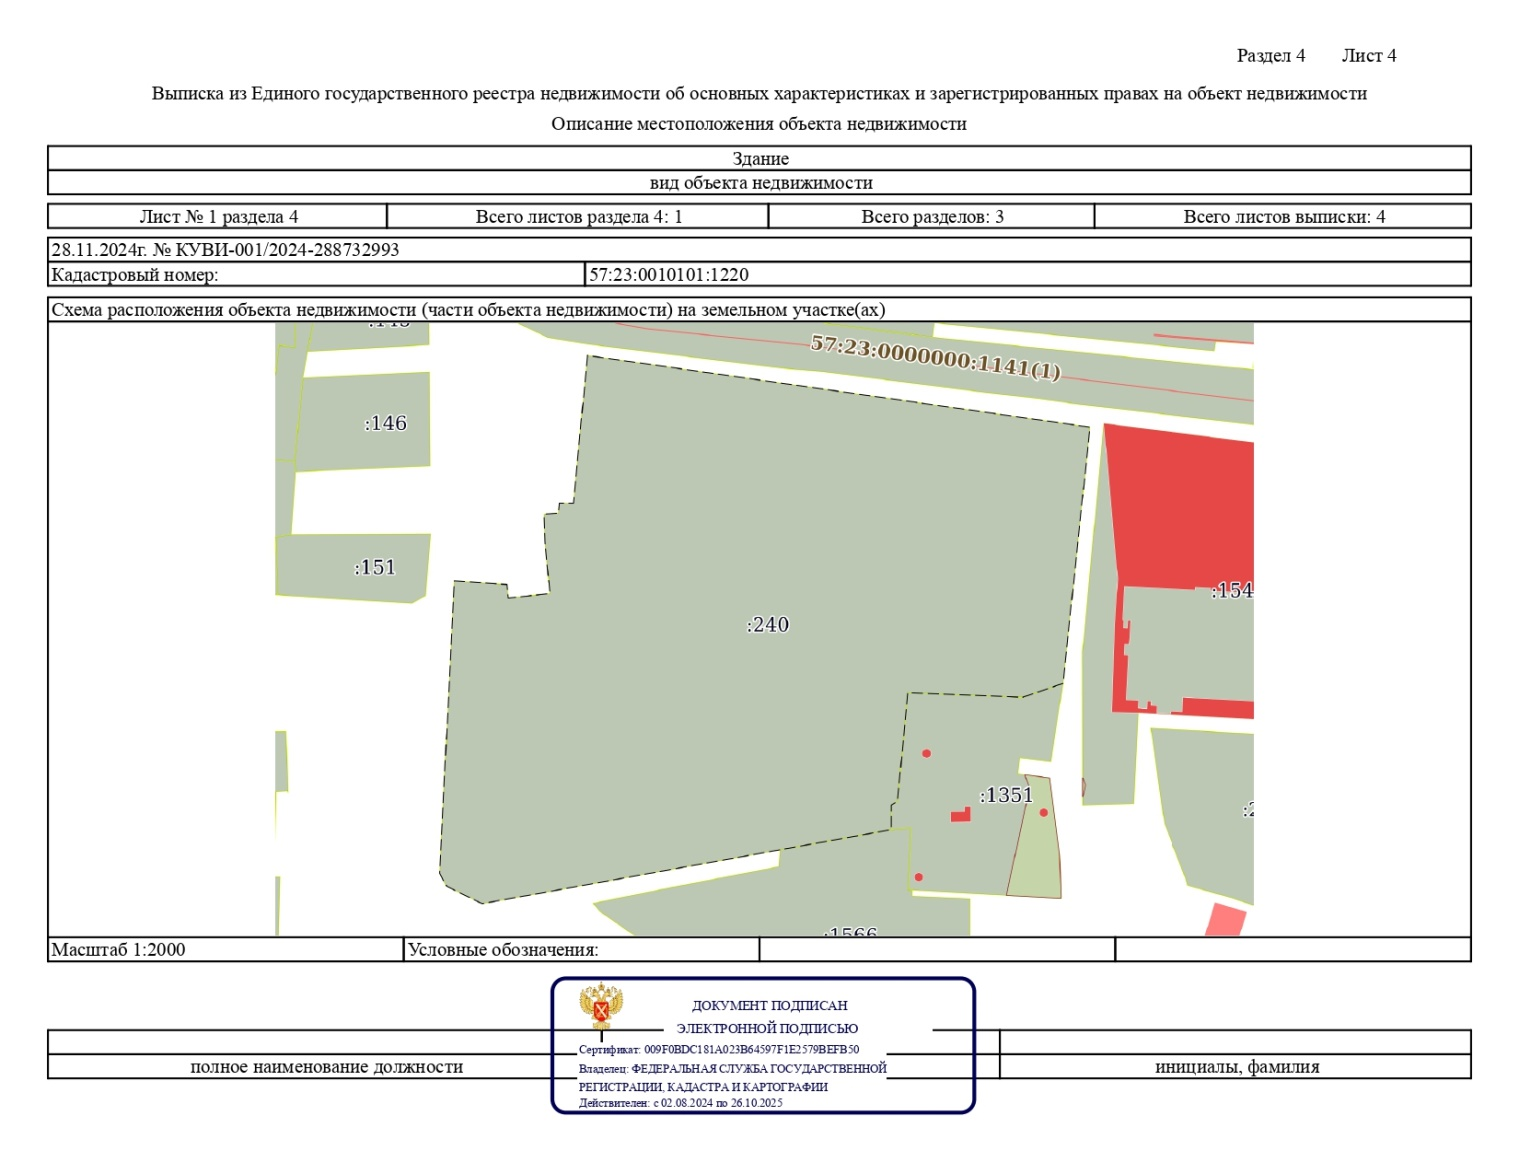 Раздел 4 Лист 4
Выписка из Единого государственного реестра недвижимости об основных характеристиках и зарегистрированных правах на объект недвижимости
Описание местоположения объекта недвижимости
Здание
вид объекта недвижимости
Лист № 1 раздела 4 Всего листов раздела 4: 1 Всего разделов: 3 Всего листов выписки: 4
28.11.2024г. № КУВИ-001/2024-288732993
Кадастровый номер: 57:23:0010101:1220
Схема расположения объекта недвижимости (части объекта недвижимости) на земельном участке(ах)
57:23:0000000:1141(1)
:146
:151
:154
:240
:1351
:1566
Масштаб 1:2000 Условные обозначения:
ДОКУМЕНТ ПОДПИСАН
ЭЛЕКТРОННОЙ ПОДПИСЬЮ
Сертификат: 009F0BDC181A023B64597F1E2579BEFB50
Владелец: ФЕДЕРАЛЬНАЯ СЛУЖБА ГОСУДАРСТВЕННОЙ
РЕГИСТРАЦИИ, КАДАСТРА И КАРТОГРАФИИ
Действителен: с 02.08.2024 по 26.10.2025
полное наименование должности
инициалы, фамилия